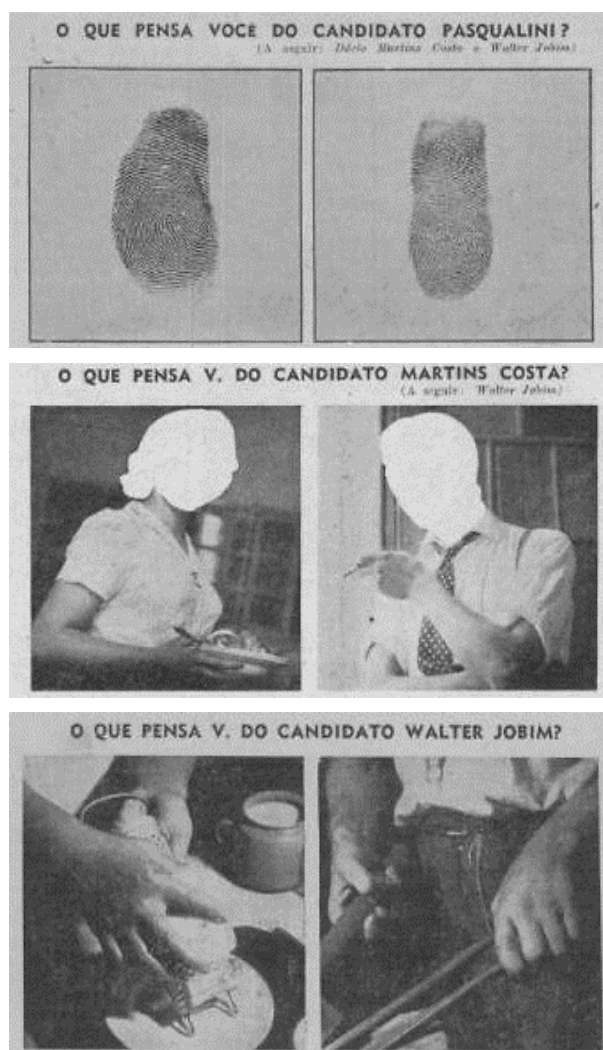 O QUE PENSA VOCÊ DO CANDIDATO PASQUALINI?
(A seguir: Décio Martins Costa e Walter Jobim)
O QUE PENSA V. DO CANDIDATO MARTINS COSTA?
(A seguir: Walter Jobim)
O QUE PENSA V. DO CANDIDATO WALTER JOBIM?